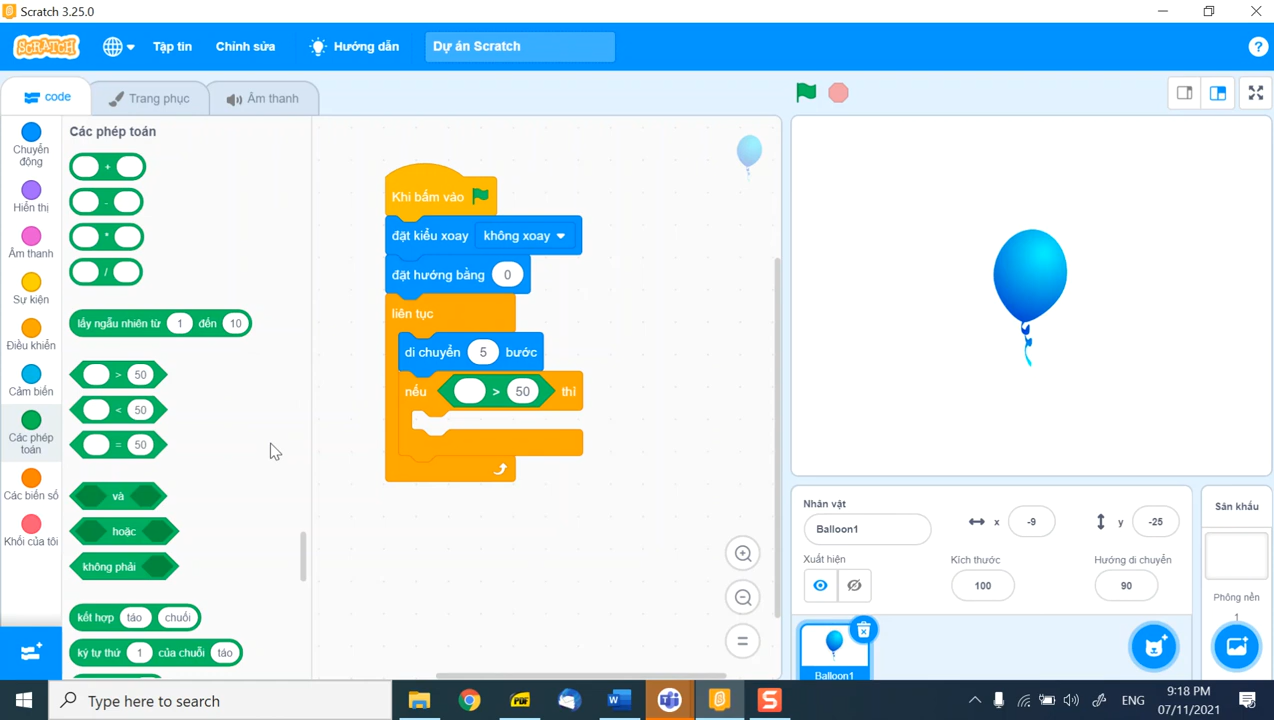 Scratch 3.25.0
SCRATCH
Tập tin
Chỉnh sửa
Hướng dẫn
Dự án Scratch
?
code
Trang phục
Âm thanh
Chuyển động
Hiển thị
Âm thanh
Sự kiện
Điều khiển
Cảm biến
Các phép toán
Các biến số
Khối của tôi
Các phép toán
+
-
*
/
lấy ngẫu nhiên từ 1 đến 10
> 50
< 50
= 50
và
hoặc
không phải
kết hợp táo chuối
ký tự thứ 1 của chuỗi táo
Khi bấm vào
đặt kiểu xoay không xoay
đặt hướng bằng 0
liên tục
di chuyển 5 bước
nếu > 50 thì
Nhân vật
Balloon1
x -9
y -25
Xuất hiện
Kích thước
100
Hướng di chuyển
90
Balloon1
Sân khấu
Phông nền
1
Type here to search
ENG
9:18 PM
07/11/2021